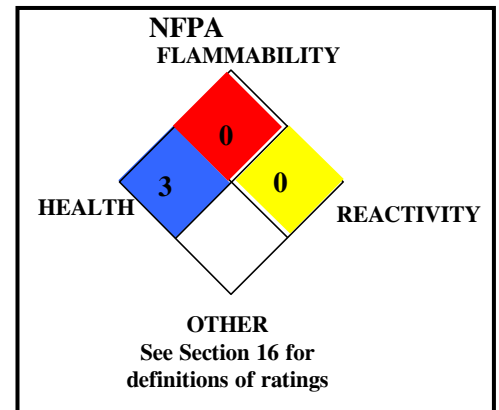 NFPA
FLAMMABILITY
0
3
0
HEALTH
REACTIVITY
OTHER
See Section 16 for
definitions of ratings